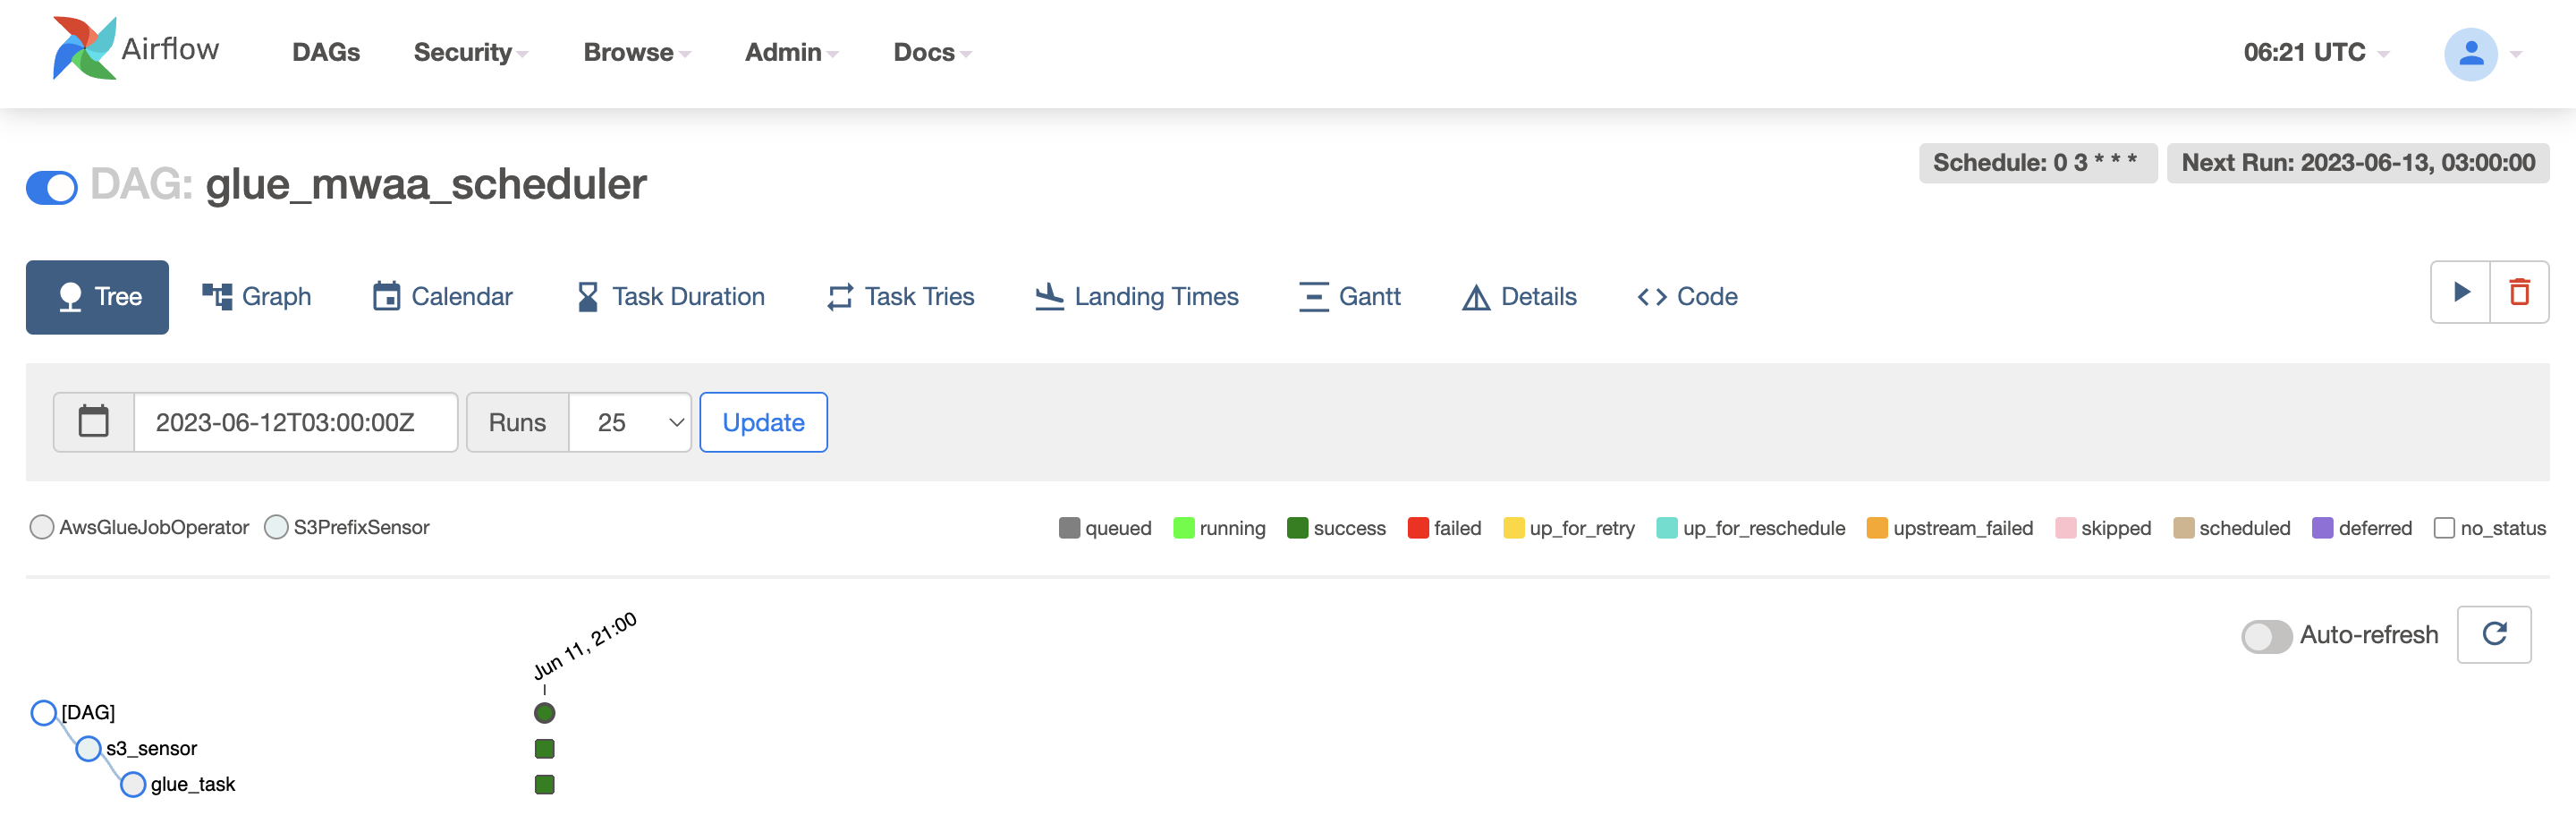 Airflow DAGs Security Browse Admin Docs 06:21 UTC
Schedule: 0 3 * * * Next Run: 2023-06-13, 03:00:00
DAG: glue_mwaa_scheduler
Tree Graph Calendar Task Duration Task Tries Landing Times Gantt Details <> Code
2023-06-12T03:00:00Z Runs 25 Update
AwsGlueJobOperator S3PrefixSensor queued running success failed up_for_retry up_for_reschedule upstream_failed skipped scheduled deferred no_status
Jun 11, 21:00
Auto-refresh
[DAG]
s3_sensor
glue_task